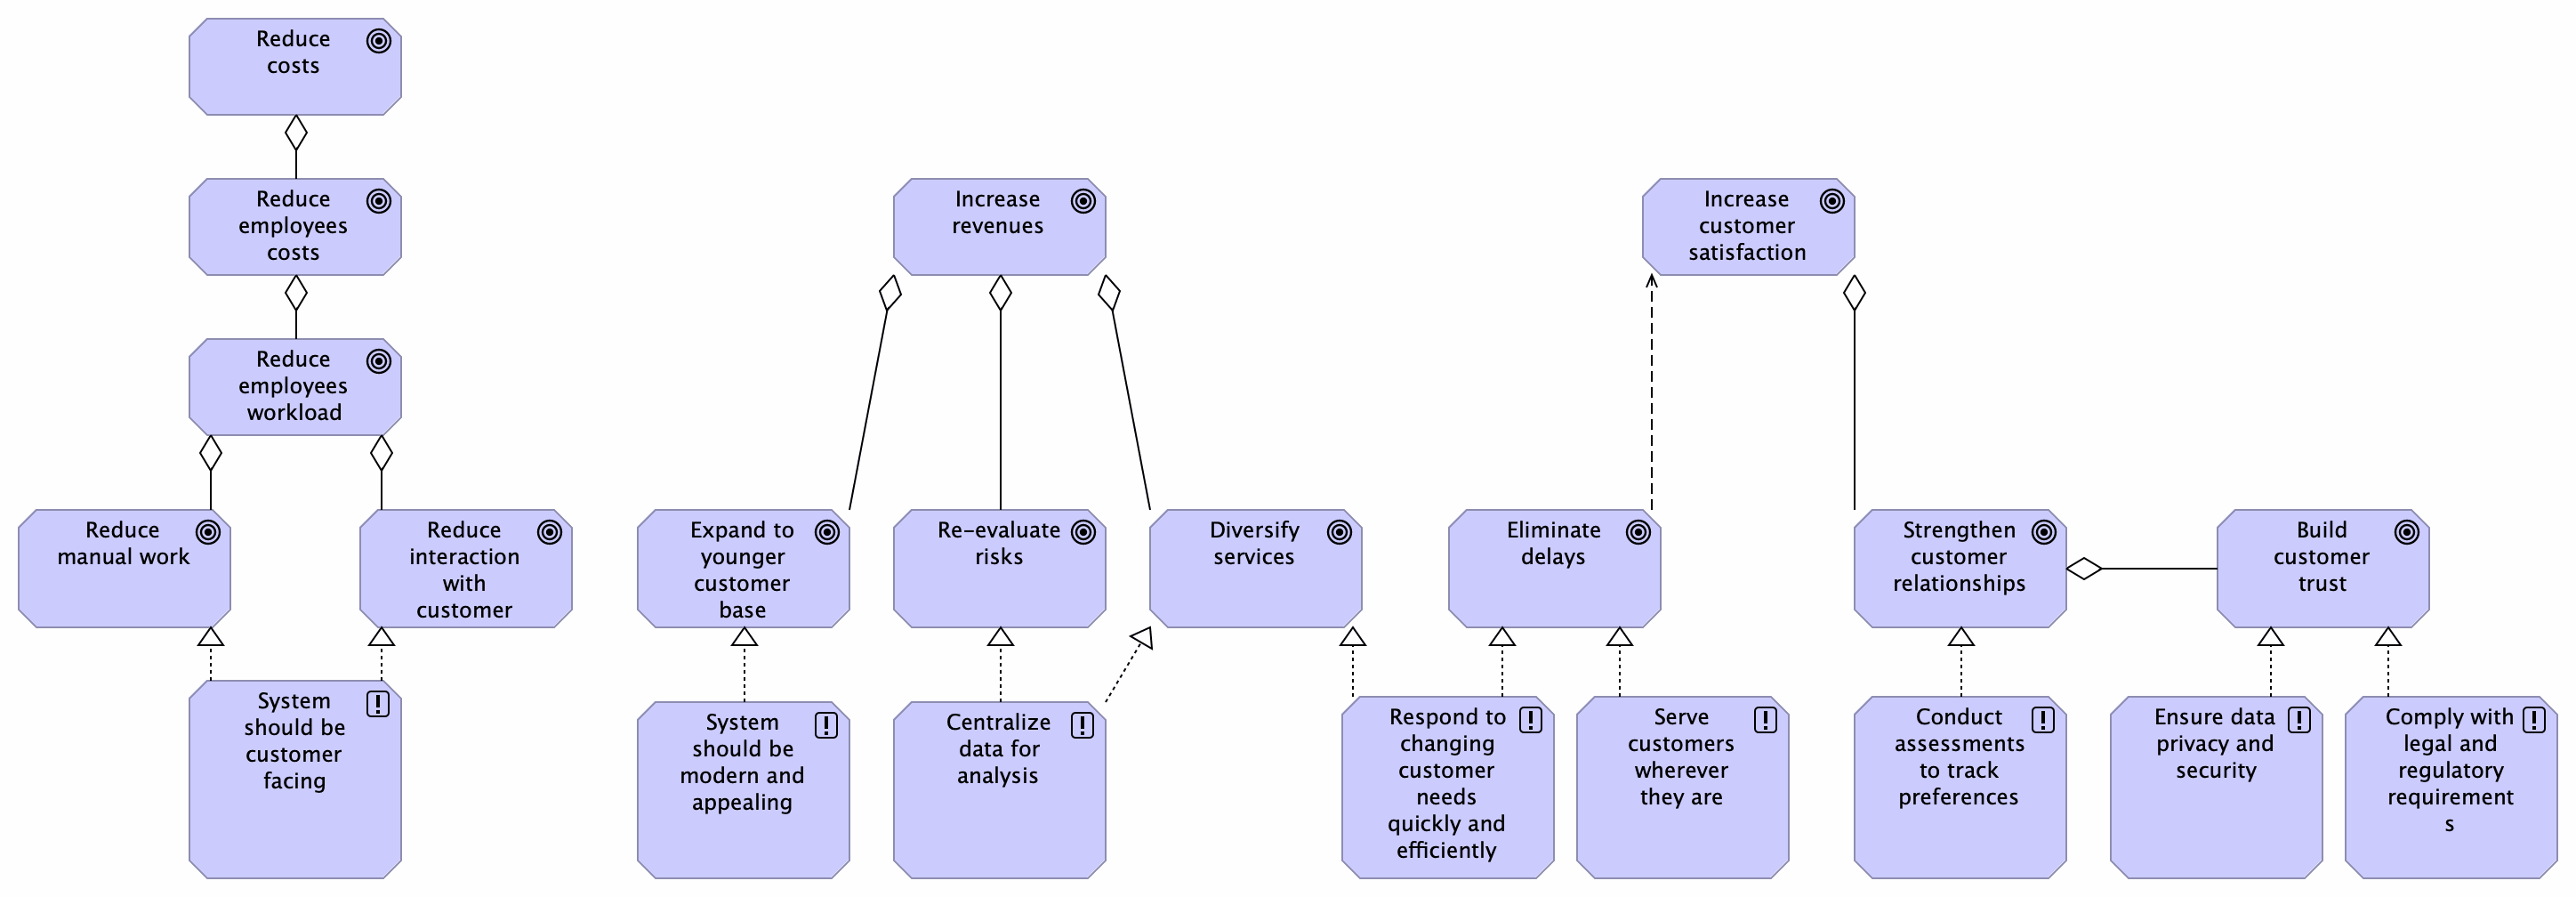 Reduce
costs
Reduce
employees
costs
Increase
revenues
Increase
customer
satisfaction
Reduce
employees
workload
Reduce
manual work
Reduce
interaction
with
customer
Expand to
younger
customer
base
Re-evaluate
risks
Diversify
services
Eliminate
delays
Strengthen
customer
relationships
Build
customer
trust
System
should be
customer
facing
System
should be
modern and
appealing
Centralize
data for
analysis
Respond to
changing
customer
needs
quickly and
efficiently
Serve
customers
wherever
they are
Conduct
assessments
to track
preferences
Ensure data
privacy and
security
Comply with
legal and
regulatory
requirement
s